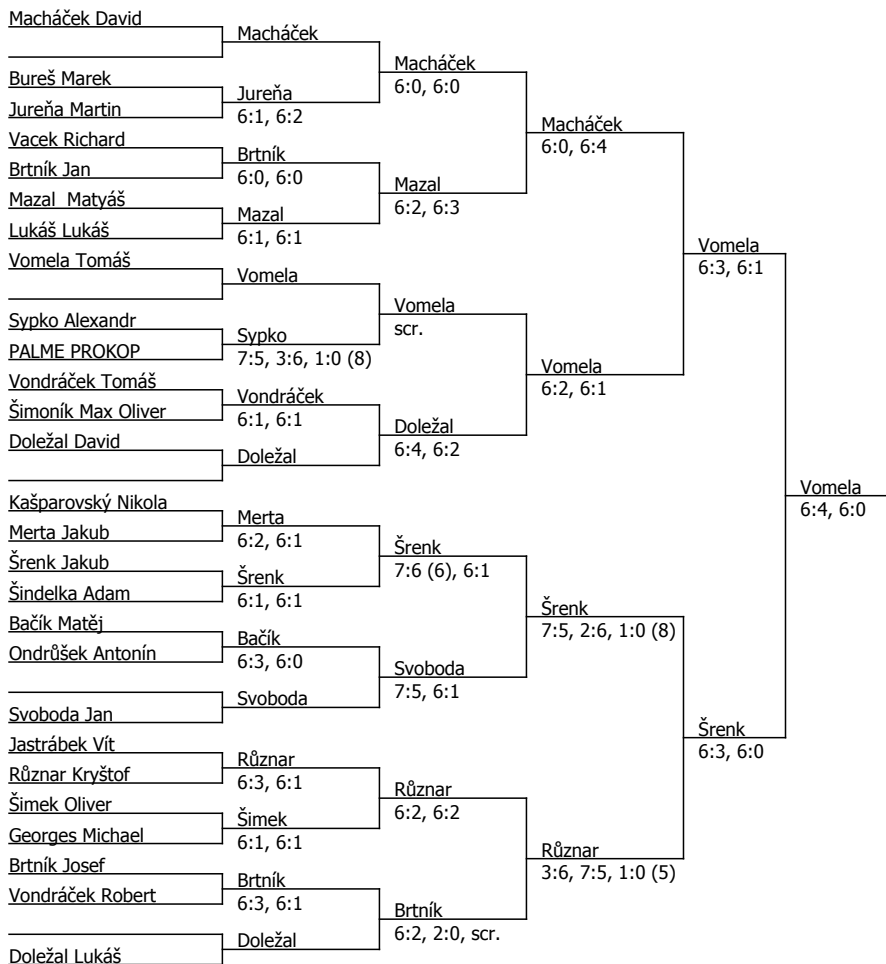 Macháček David
Macháček
Macháček
6:0, 6:0
Bureš Marek
Jureňa
6:1, 6:2
Jureňa Martin
Macháček
6:0, 6:4
Vacek Richard
Brtník
6:0, 6:0
Brtník Jan
Mazal
6:2, 6:3
Mazal Matyáš
Mazal
6:1, 6:1
Lukáš Lukáš
Vomela
6:3, 6:1
Vomela Tomáš
Vomela
Vomela
scr.
Sypko Alexandr
Sypko
7:5, 3:6, 1:0 (8)
PALME PROKOP
Vomela
6:2, 6:1
Vondráček Tomáš
Vondráček
6:1, 6:1
Šimoník Max Oliver
Doležal
6:4, 6:2
Doležal David
Doležal
Vomela
6:4, 6:0
Kašparovský Nikola
Merta
6:2, 6:1
Merta Jakub
Šrenk
7:6 (6), 6:1
Šrenk Jakub
Šrenk
6:1, 6:1
Šindelka Adam
Šrenk
7:5, 2:6, 1:0 (8)
Bačík Matěj
Bačík
6:3, 6:0
Ondrůšek Antonín
Svoboda
7:5, 6:1
Svoboda
Svoboda Jan
Šrenk
6:3, 6:0
Jastrábek Vít
Různar
6:3, 6:1
Různar Kryštof
Různar
6:2, 6:2
Šimek Oliver
Šimek
6:1, 6:1
Georges Michael
Různar
3:6, 7:5, 1:0 (5)
Brtník Josef
Brtník
6:3, 6:1
Vondráček Robert
Brtník
6:2, 2:0, scr.
Doležal
Doležal Lukáš